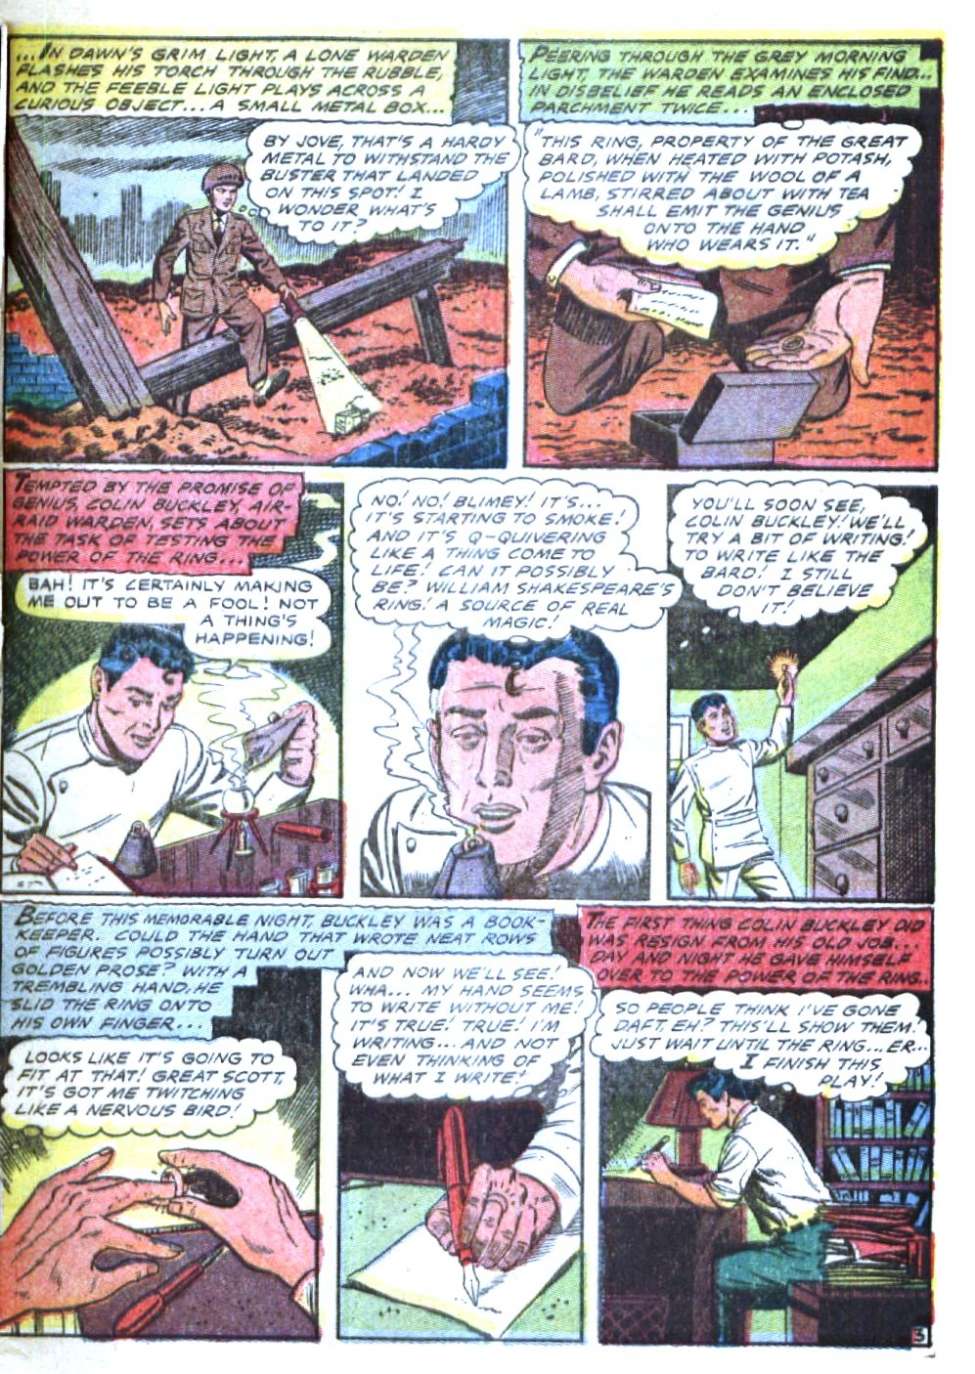 ...IN DAWN'S GRIM LIGHT, A LONE WARDEN
FLASHES HIS TORCH THROUGH THE RUBBLE,
AND THE FEEBLE LIGHT PLAYS ACROSS A
CURIOUS OBJECT... A SMALL METAL BOX...
BY JOVE, THAT'S A HARDY
METAL TO WITHSTAND THE
BUSTER THAT LANDED
ON THIS SPOT! I
WONDER WHAT'S
TO IT?
PEERING THROUGH THE GREY MORNING
LIGHT, THE WARDEN EXAMINES HIS FIND...
IN DISBELIEF HE READS AN ENCLOSED
PARCHMENT TWICE...
"THIS RING, PROPERTY OF THE GREAT
BARD, WHEN HEATED WITH POTASH,
POLISHED WITH THE WOOL OF A
LAMB, STIRRED ABOUT WITH TEA
SHALL EMIT THE GENIUS
ONTO THE HAND
WHO WEARS IT."
TEMPTED BY THE PROMISE OF
GENIUS, COLIN BUCKLEY, AIR-
RAID WARDEN, SETS ABOUT
THE TASK OF TESTING THE
POWER OF THE RING...
BAH! IT'S CERTAINLY MAKING
ME OUT TO BE A FOOL! NOT
A THING'S
HAPPENING!
NO! NO! BLIMEY! IT'S...
IT'S STARTING TO SMOKE!
AND IT'S Q-QUIVERING
LIKE A THING COME TO
LIFE! CAN IT POSSIBLY
BE? WILLIAM SHAKESPEARE'S
RING! A SOURCE OF REAL
MAGIC!
YOU'LL SOON SEE,
COLIN BUCKLEY! WE'LL
TRY A BIT OF WRITING!
TO WRITE LIKE THE
BARD! I STILL
DON'T BELIEVE
IT!
BEFORE THIS MEMORABLE NIGHT, BUCKLEY WAS A BOOK-
KEEPER. COULD THE HAND THAT WROTE NEAT ROWS
OF FIGURES POSSIBLY TURN OUT
GOLDEN PROSE? WITH A
TREMBLING HAND, HE
SLID THE RING ONTO
HIS OWN FINGER...
LOOKS LIKE IT'S GOING TO
FIT AT THAT! GREAT SCOTT,
IT'S GOT ME TWITCHING
LIKE A NERVOUS BIRD!
AND NOW WE'LL SEE!
WHA... MY HAND SEEMS
TO WRITE WITHOUT ME!
IT'S TRUE! TRUE! I'M
WRITING... AND NOT
EVEN THINKING OF
WHAT I WRITE!
THE FIRST THING COLIN BUCKLEY DID
WAS RESIGN FROM HIS OLD JOB...
DAY AND NIGHT HE GAVE HIMSELF
OVER TO THE POWER OF THE RING...
SO PEOPLE THINK I'VE GONE
DAFT, EH? THIS'LL SHOW THEM!
JUST WAIT UNTIL THE RING... ER...
I FINISH THIS
PLAY!
3